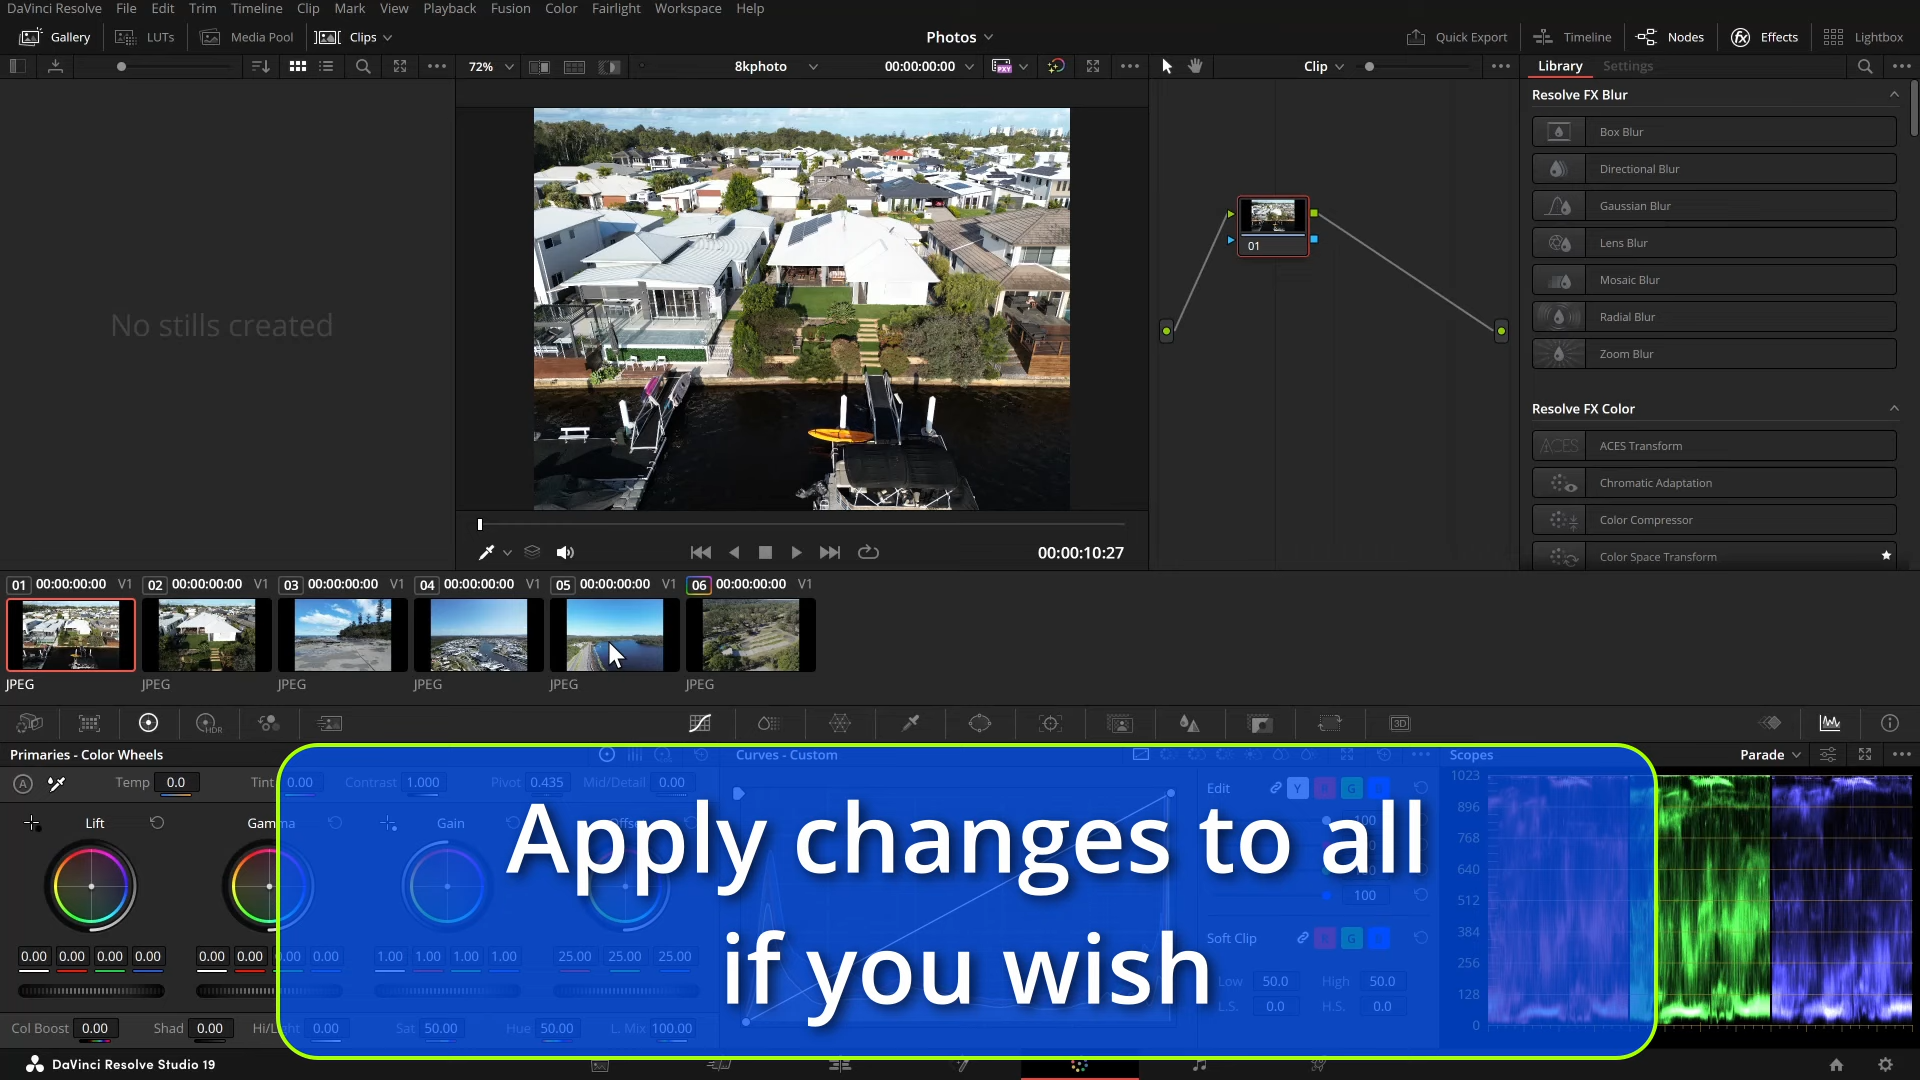 DaVinci Resolve File Edit Trim Timeline Clip Mark View Playback Fusion Color Fairlight Workspace Help
Gallery LUTs Media Pool Clips Photos Quick Export Timeline Nodes Effects Lightbox
72% 8kphoto 00:00:00:00 PXY Clip Library Settings
Resolve FX Blur
Box Blur
Directional Blur
Gaussian Blur
Lens Blur
Mosaic Blur
Radial Blur
Zoom Blur
Resolve FX Color
ACES ACES Transform
Chromatic Adaptation
Color Compressor
Color Space Transform
No stills created
01
00:00:10:27
01 00:00:00:00 V1 02 00:00:00:00 V1 03 00:00:00:00 V1 04 00:00:00:00 V1 05 00:00:00:00 V1 06 00:00:00:00 V1
JPEG JPEG JPEG JPEG JPEG JPEG
HDR 3D
Primaries - Color Wheels Curves - Custom Scopes Parade
A Temp 0.0 Tint 0.00 Contrast 1.000 Pivot 0.435 Mid/Detail 0.00
Lift Gamma Gain Offset
0.00 0.00 0.00 0.00 0.00 0.00 0.00 0.00 1.00 1.00 1.00 1.00 25.00 25.00 25.00
Col Boost 0.00 Shad 0.00 Hi/Light 0.00 Sat 50.00 Hue 50.00 L. Mix 100.00
Edit Y R G
100
100
Soft Clip G
Low 50.0 High 50.0
L.S. 0.0 H.S. 0.0
1023
896
768
640
512
384
256
128
0
Apply changes to all
if you wish
DaVinci Resolve Studio 19